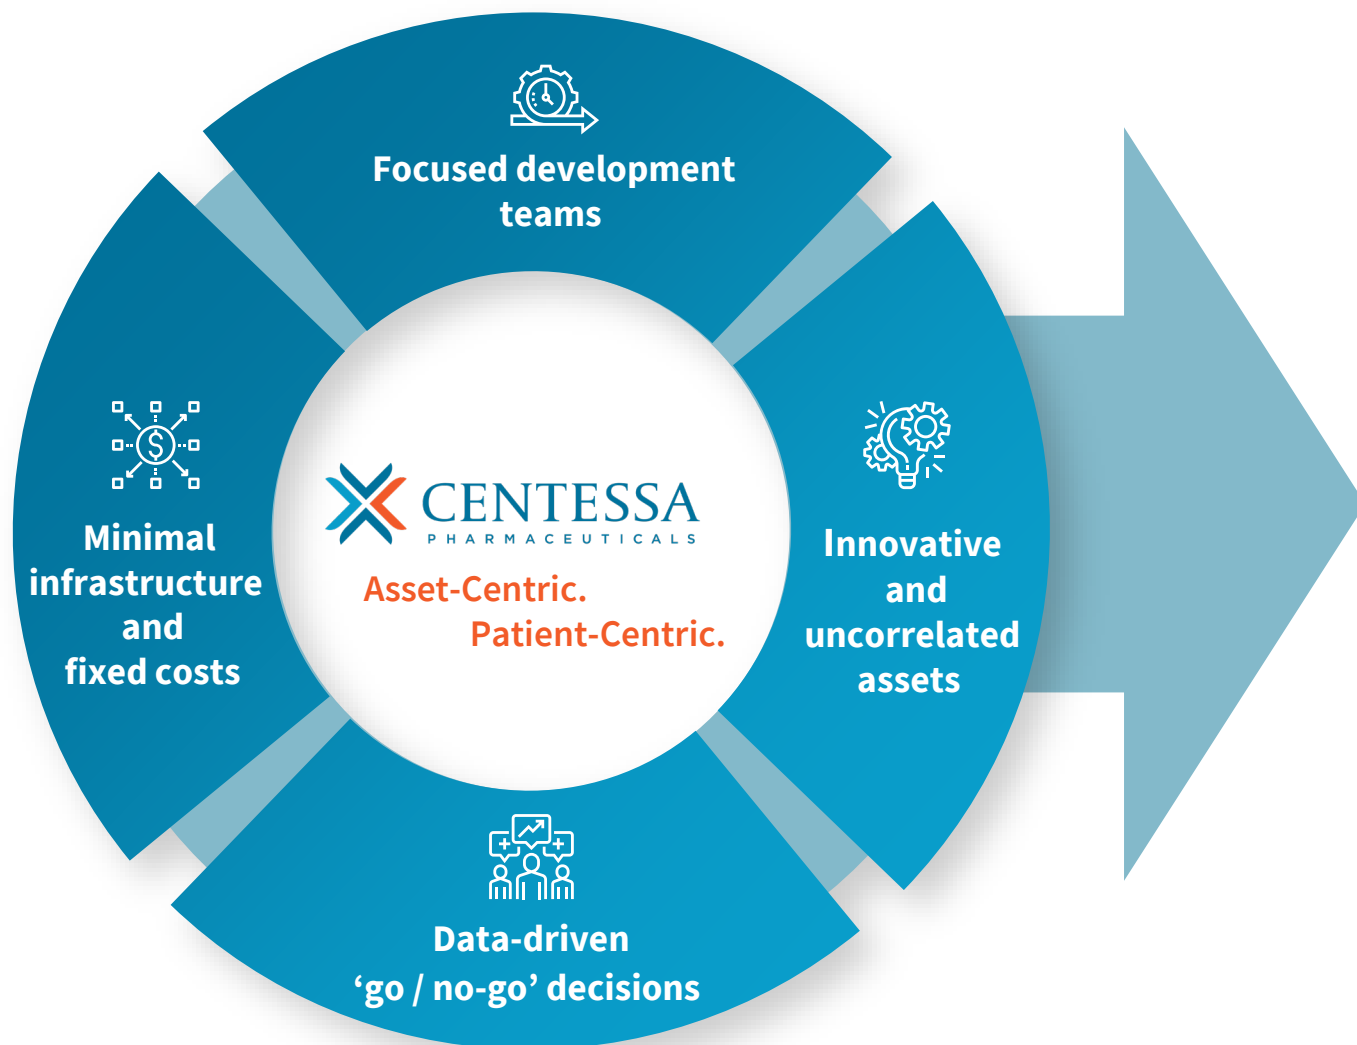 Focused development
teams
Minimal
infrastructure
and
fixed costs
CENTESSA
PHARMACEUTICALS
Asset-Centric.
Patient-Centric.
Innovative
and
uncorrelated
assets
Data-driven
‘go / no-go’ decisions